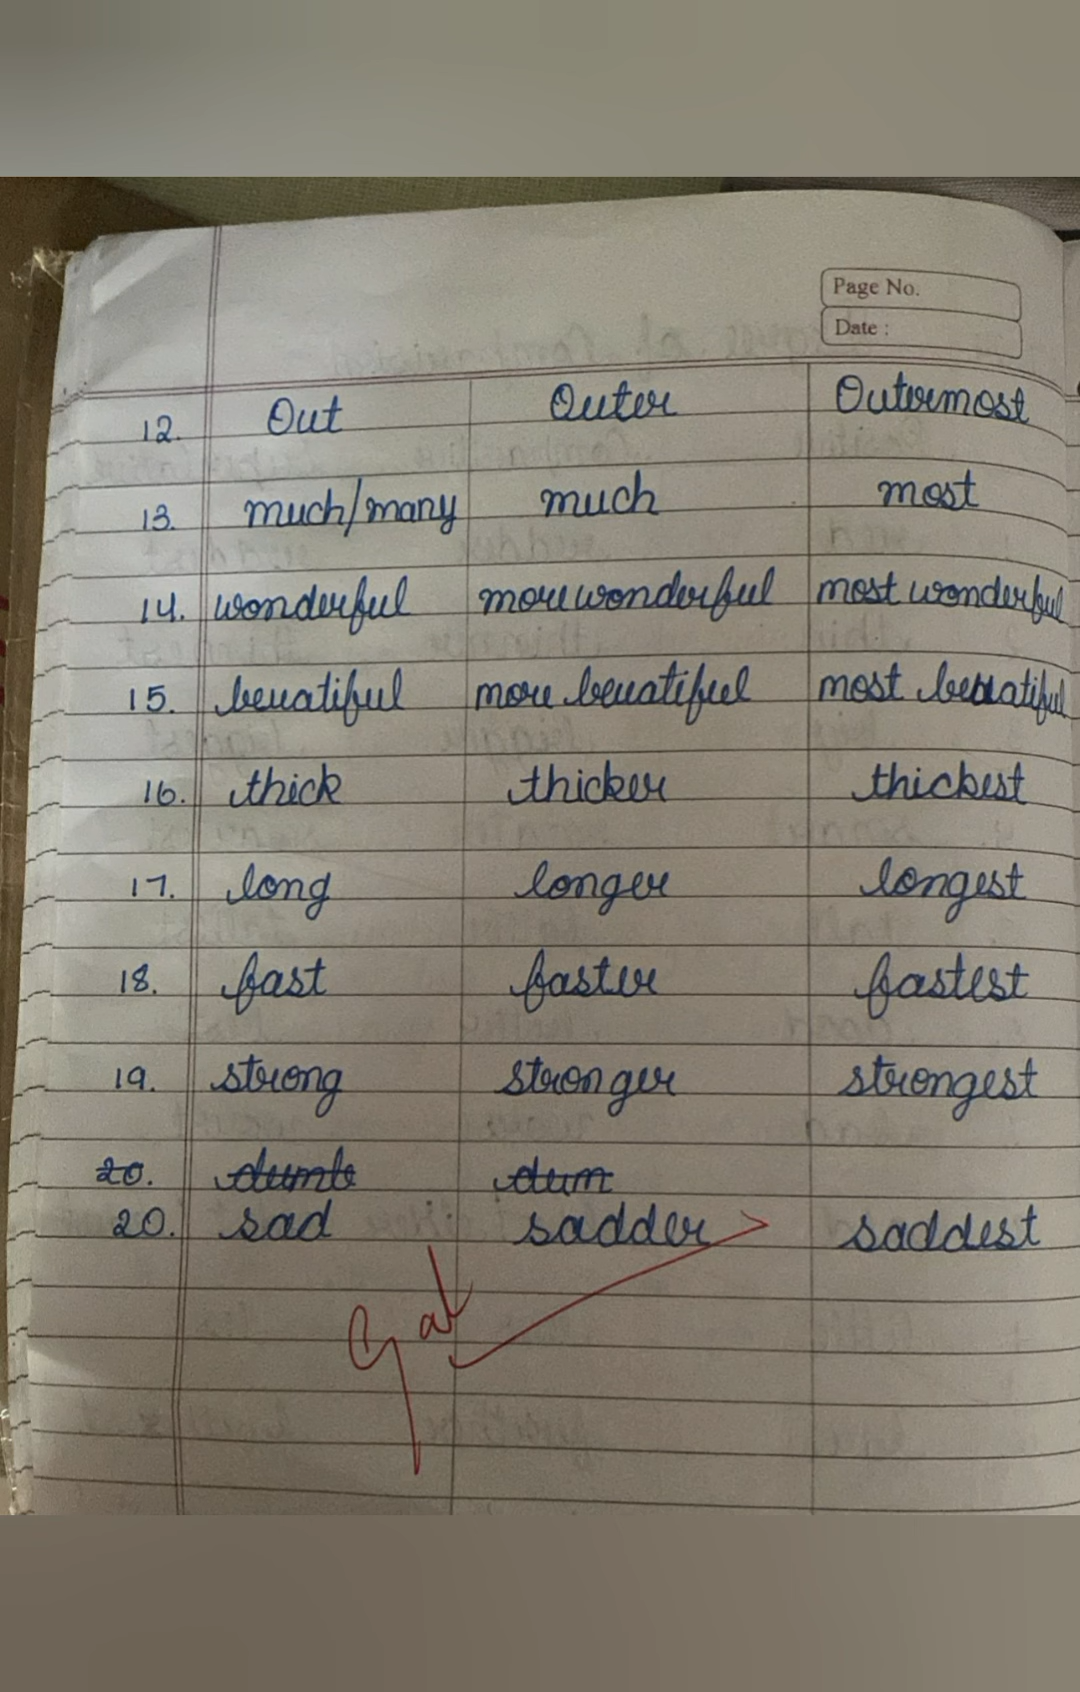 Page No.
Date :
12. Out Outer Outermost
13. much/many much most
14. wonderful more wonderful most wonderful
15. beuatiful more beuatiful most beuatiful
16. thick thicker thickest
17. long longer longest
18. fast faster fastest
19. strong stronger strongest
20. dumb dum
20. sad sadder saddest